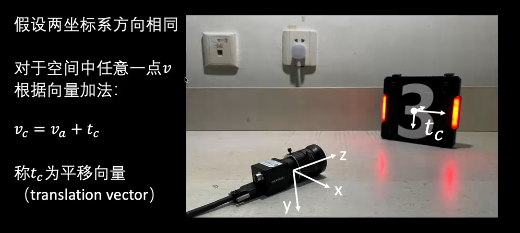 假设两坐标系方向相同
对于空间中任意一点v
根据向量加法：
v_c = v_a + t_c
称t_c为平移向量
（translation vector）
3
t_c
z
x
y